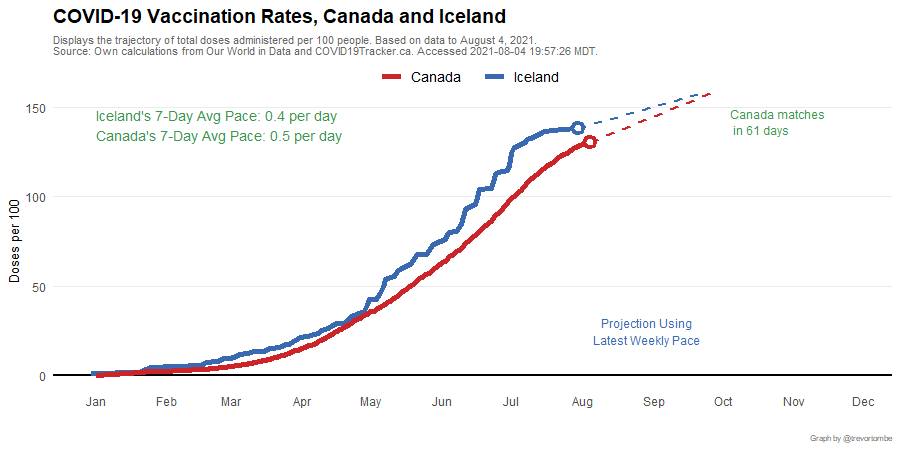 COVID-19 Vaccination Rates, Canada and Iceland
Displays the trajectory of total doses administered per 100 people. Based on data to August 4, 2021.
Source: Own calculations from Our World in Data and COVID19Tracker.ca. Accessed 2021-08-04 19:57:26 MDT.
Canada Iceland
Iceland's 7-Day Avg Pace: 0.4 per day
Canada's 7-Day Avg Pace: 0.5 per day
Canada matches
in 61 days
Doses per 100
150
100
50
0
Projection Using
Latest Weekly Pace
Jan Feb Mar Apr May Jun Jul Aug Sep Oct Nov Dec
Graph by @trevortombe